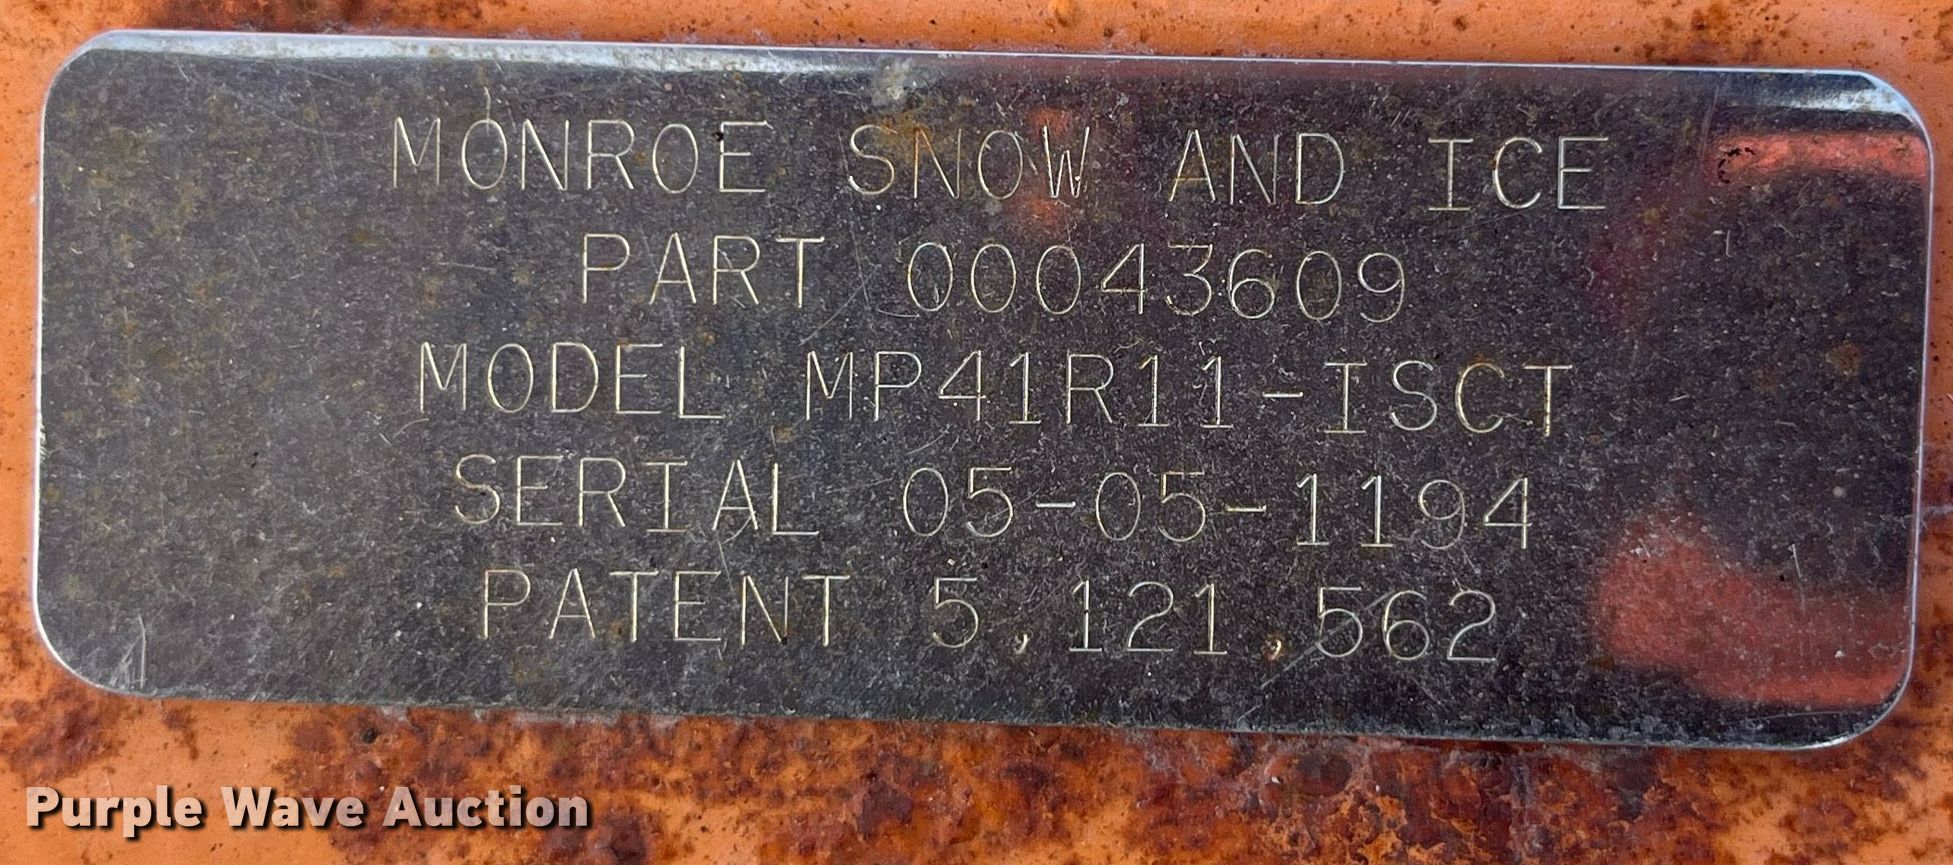 MONROE SNOW AND ICE
PART 00043609
MODEL MP41R11-ISCT
SERIAL 05-05-1194
PATENT 5,121,562
Purple Wave Auction